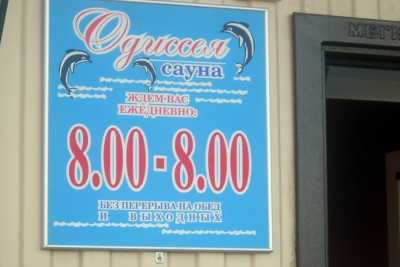 Одиссея
сауна
ЖДЕМ ВАС
ЕЖЕДНЕВНО:
8.00-8.00
БЕЗ ПЕРЕРЫВА НА ОБЕД
И ВЫХОДНЫХ